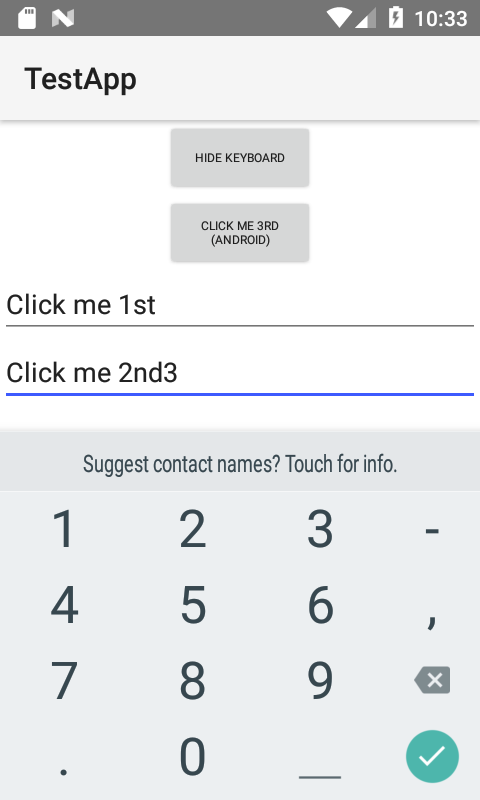 10:33
TestApp
HIDE KEYBOARD
CLICK ME 3RD
(ANDROID)
Click me 1st
Click me 2nd3
Suggest contact names? Touch for info.
1 2 3 -
4 5 6 ,
7 8 9
. 0 _